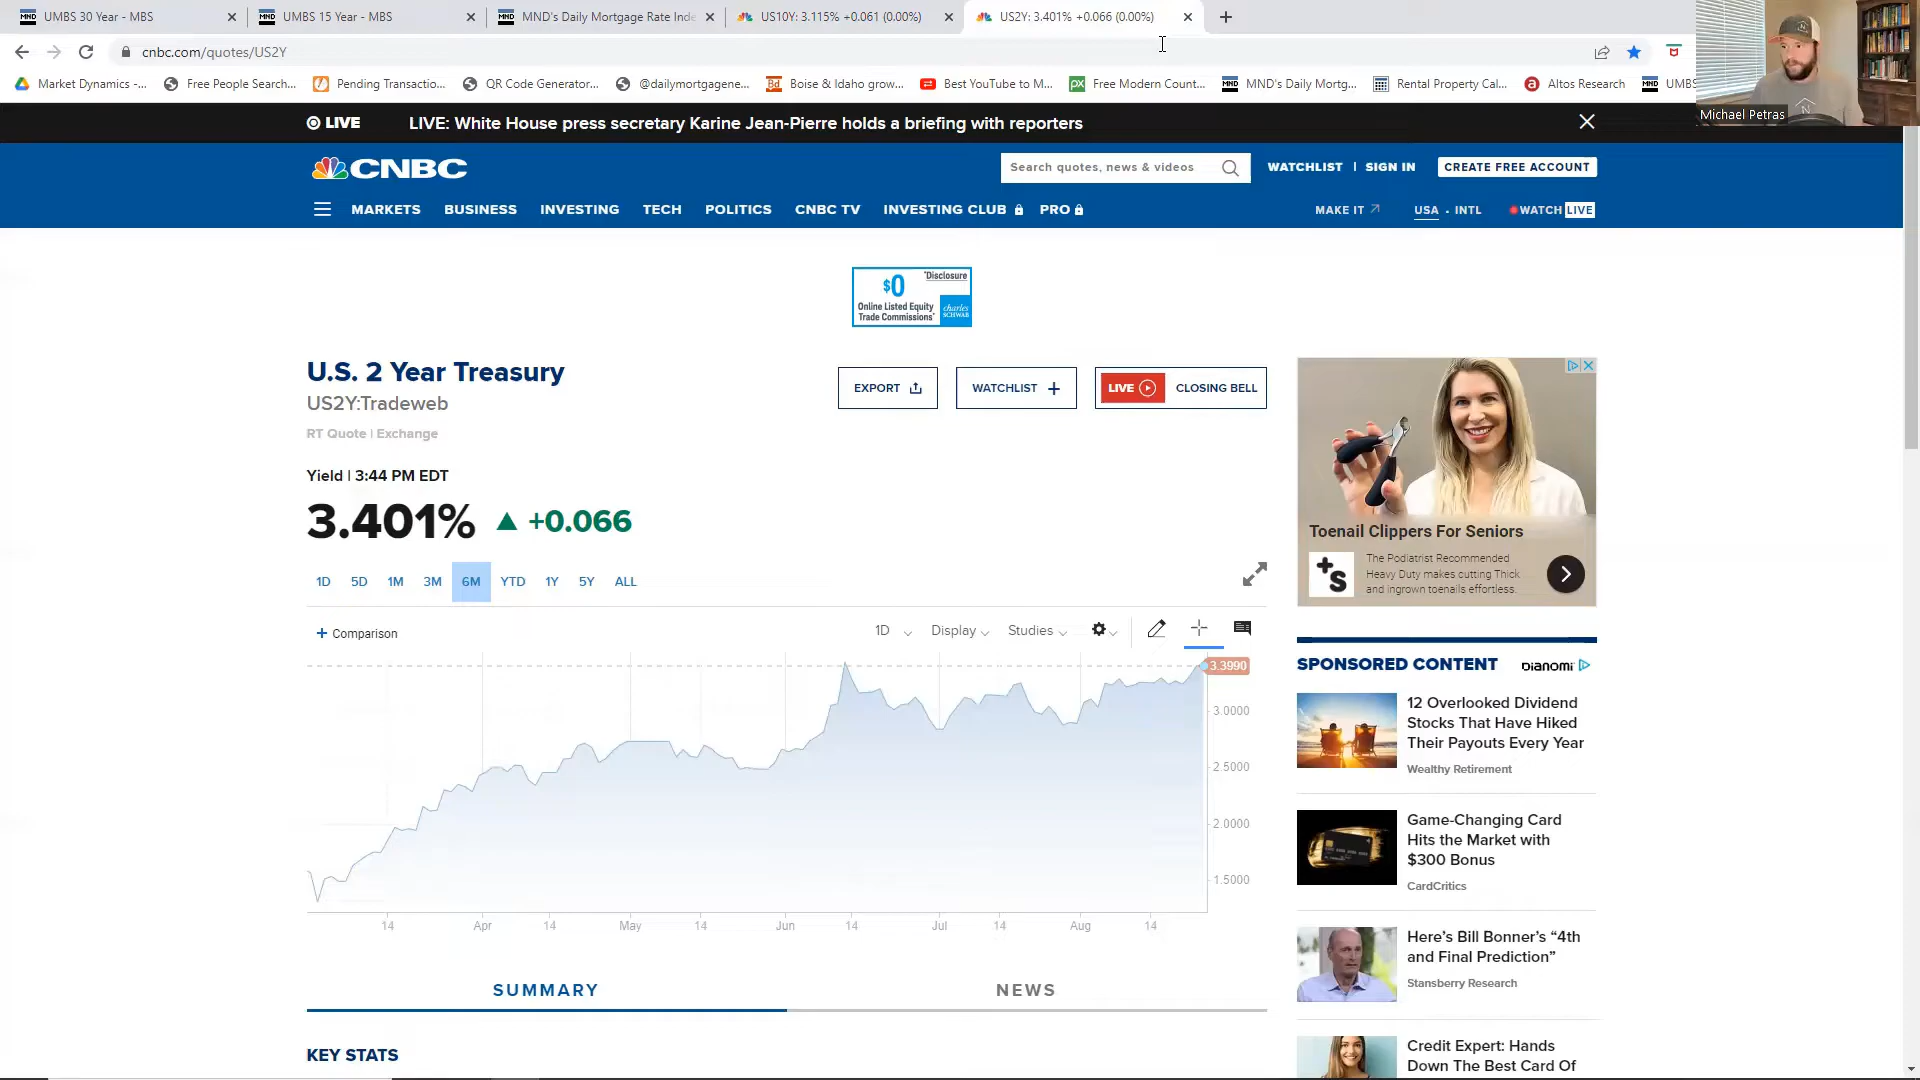 UMBS 30 Year - MBS
UMBS 15 Year - MBS
MND's Daily Mortgage Rate Inde
US10Y: 3.115% +0.061 (0.00%)
US2Y: 3.401% +0.066 (0.00%)
cnbc.com/quotes/US2Y
Market Dynamics -...
Free People Search...
Pending Transactio...
QR Code Generator...
@dailymortgagene...
Boise & Idaho grow...
Best YouTube to M...
Free Modern Count...
MND's Daily Mortg...
Rental Property Cal...
Altos Research
UMBS
Michael Petras
LIVE
LIVE: White House press secretary Karine Jean-Pierre holds a briefing with reporters
CNBC
Search quotes, news & videos
WATCHLIST | SIGN IN
CREATE FREE ACCOUNT
MARKETS BUSINESS INVESTING TECH POLITICS CNBC TV INVESTING CLUB PRO
MAKE IT
USA - INTL
WATCH LIVE
*Disclosure
$0
Online Listed Equity
Trade Commissions*
charles
SCHWAB
U.S. 2 Year Treasury
US2Y:Tradeweb
RT Quote | Exchange
EXPORT
WATCHLIST +
LIVE CLOSING BELL
Yield | 3:44 PM EDT
3.401% +0.066
1D 5D 1M 3M 6M YTD 1Y 5Y ALL
+ Comparison
1D Display Studies
3.3990
3.0000
2.5000
2.0000
1.5000
14 Apr 14 May 14 Jun 14 Jul 14 Aug 14
SUMMARY
NEWS
KEY STATS
Toenail Clippers For Seniors
The Podiatrist Recommended
Heavy Duty makes cutting Thick
and ingrown toenails effortless.
+s
SPONSORED CONTENT
DIANOMI
12 Overlooked Dividend
Stocks That Have Hiked
Their Payouts Every Year
Wealthy Retirement
Game-Changing Card
Hits the Market with
$300 Bonus
CardCritics
Here's Bill Bonner's “4th
and Final Prediction”
Stansberry Research
Credit Expert: Hands
Down The Best Card Of